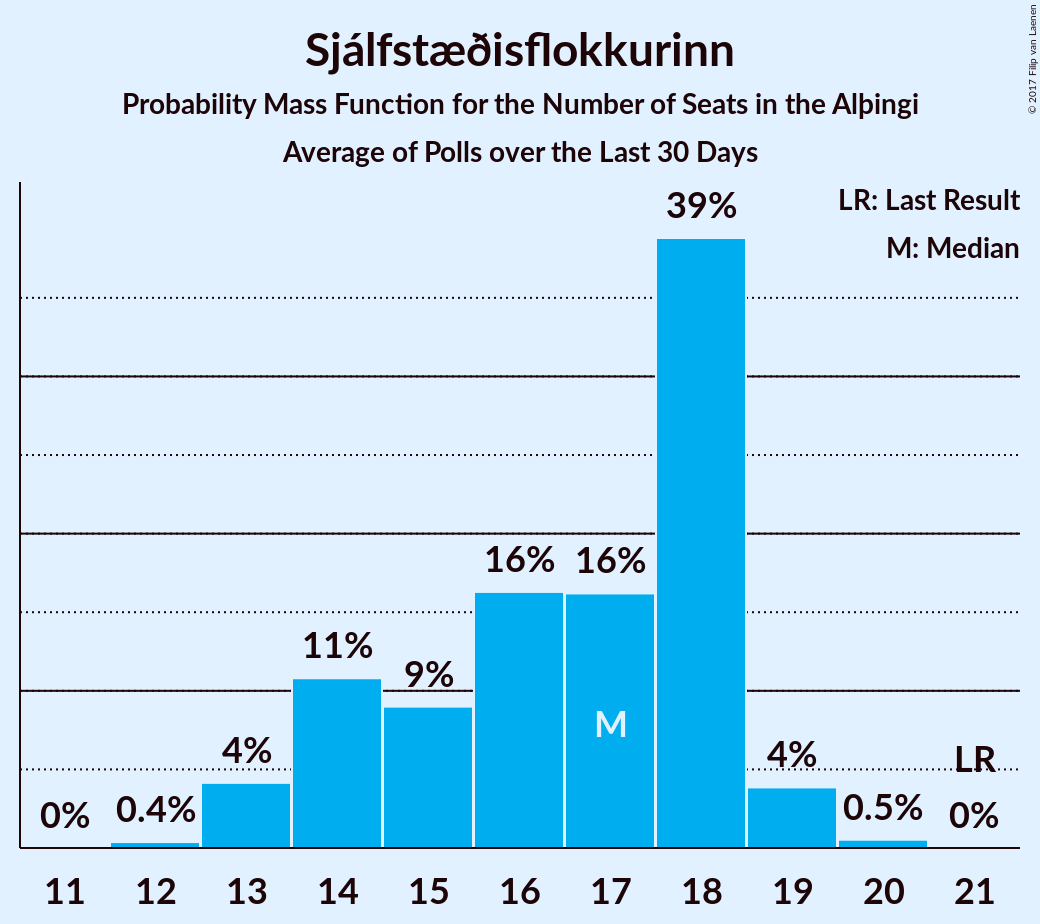 Sjálfstæðisflokkurinn
Probability Mass Function for the Number of Seats in the Alþingi
Average of Polls over the Last 30 Days
© 2017 Filip van Laenen
LR: Last Result
M: Median
39%
16%
16%
11%
9%
4%
4%
LR
0%
0.4%
0.5%
0%
M
11 12 13 14 15 16 17 18 19 20 21